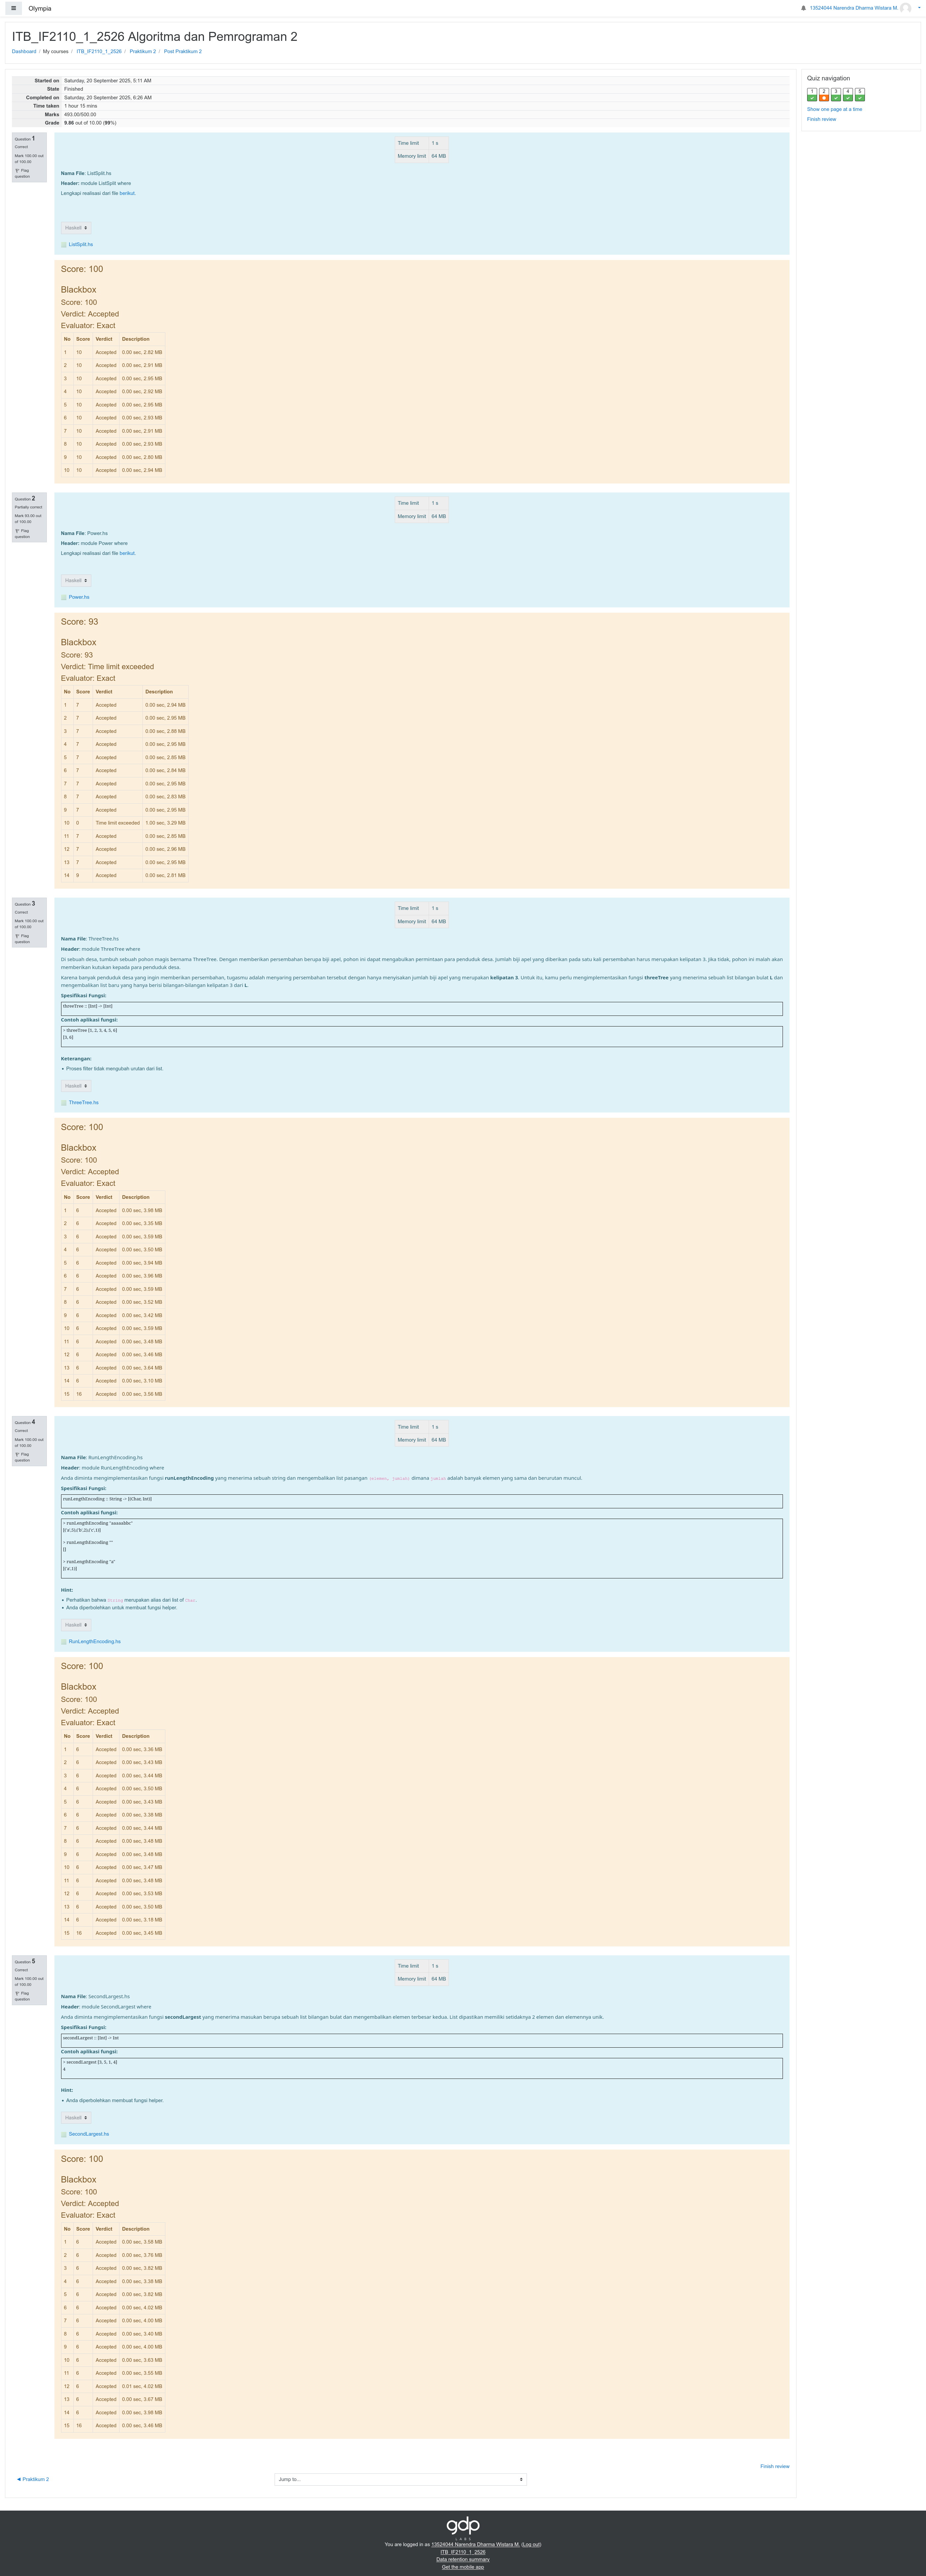 Olympia
13524044 Narendra Dharma Wistara M.
ITB_IF2110_1_2526 Algoritma dan Pemrograman 2
Dashboard / My courses / ITB_IF2110_1_2526 / Praktikum 2 / Post Praktikum 2
Started on Saturday, 20 September 2025, 5:11 AM
State Finished
Completed on Saturday, 20 September 2025, 6:26 AM
Time taken 1 hour 15 mins
Marks 493.00/500.00
Grade 9.86 out of 10.00 (99%)
Quiz navigation
1 2 3 4 5
Show one page at a time
Finish review
Question 1
Correct
Mark 100.00 out
of 100.00
Flag
question
Time limit 1 s
Memory limit 64 MB
Nama File: ListSplit.hs
Header: module ListSplit where
Lengkapi realisasi dari file berikut.
Haskell
ListSplit.hs
Score: 100
Blackbox
Score: 100
Verdict: Accepted
Evaluator: Exact
No Score Verdict Description
1 10 Accepted 0.00 sec, 2.82 MB
2 10 Accepted 0.00 sec, 2.91 MB
3 10 Accepted 0.00 sec, 2.95 MB
4 10 Accepted 0.00 sec, 2.92 MB
5 10 Accepted 0.00 sec, 2.95 MB
6 10 Accepted 0.00 sec, 2.93 MB
7 10 Accepted 0.00 sec, 2.91 MB
8 10 Accepted 0.00 sec, 2.93 MB
9 10 Accepted 0.00 sec, 2.80 MB
10 10 Accepted 0.00 sec, 2.84 MB
Question 2
Partially correct
Mark 93.00 out
of 100.00
Flag
question
Time limit 1 s
Memory limit 64 MB
Nama File: Power.hs
Header: module Power where
Lengkapi realisasi dari file berikut.
Haskell
Power.hs
Score: 93
Blackbox
Score: 93
Verdict: Time limit exceeded
Evaluator: Exact
No Score Verdict Description
1 7 Accepted 0.00 sec, 2.94 MB
2 7 Accepted 0.00 sec, 2.95 MB
3 7 Accepted 0.00 sec, 2.86 MB
4 7 Accepted 0.00 sec, 2.95 MB
5 7 Accepted 0.00 sec, 2.85 MB
6 7 Accepted 0.00 sec, 2.84 MB
7 7 Accepted 0.00 sec, 2.95 MB
8 7 Accepted 0.00 sec, 2.83 MB
9 7 Accepted 0.00 sec, 2.95 MB
10 0 Time limit exceeded 1.00 sec, 3.29 MB
11 7 Accepted 0.00 sec, 2.85 MB
12 7 Accepted 0.00 sec, 2.96 MB
13 7 Accepted 0.00 sec, 2.95 MB
14 9 Accepted 0.00 sec, 2.81 MB
Question 3
Correct
Mark 100.00 out
of 100.00
Flag
question
Time limit 1 s
Memory limit 64 MB
Nama File: ThreeTree.hs
Header: module ThreeTree where
Di sebuah desa, tumbuh sebuah pohon magis bernama ThreeTree. Dengan memberikan persembahan berupa biji apel, pohon ini dapat mengabulkan permintaan para penduduk desa. Jumlah biji apel yang diberikan pada satu kali persembahan harus merupakan kelipatan 3. Jika tidak, pohon ini malah akan
memberikan kutukan kepada para penduduk desa.
Karena banyak penduduk desa yang ingin memberikan persembahan, tugasmu adalah menyaring persembahan tersebut dengan hanya menyisakan jumlah biji apel yang merupakan kelipatan 3. Untuk itu, kamu perlu mengimplementasikan fungsi threeTree yang menerima sebuah list bilangan bulat L dan
mengembalikan list baru yang hanya berisi bilangan-bilangan kelipatan 3 dari L.
Spesifikasi Fungsi:
threeTree :: [Int] -> [Int]
Contoh aplikasi fungsi:
> threeTree [1, 2, 3, 4, 5, 6]
[3, 6]
Keterangan:
Proses filter tidak mengubah urutan dari list.
Haskell
ThreeTree.hs
Score: 100
Blackbox
Score: 100
Verdict: Accepted
Evaluator: Exact
No Score Verdict Description
1 6 Accepted 0.00 sec, 3.98 MB
2 6 Accepted 0.00 sec, 3.35 MB
3 6 Accepted 0.00 sec, 3.59 MB
4 6 Accepted 0.00 sec, 3.50 MB
5 6 Accepted 0.00 sec, 3.94 MB
6 6 Accepted 0.00 sec, 3.96 MB
7 6 Accepted 0.00 sec, 3.59 MB
8 6 Accepted 0.00 sec, 3.52 MB
9 6 Accepted 0.00 sec, 3.42 MB
10 6 Accepted 0.00 sec, 3.59 MB
11 6 Accepted 0.00 sec, 3.48 MB
12 6 Accepted 0.00 sec, 3.46 MB
13 6 Accepted 0.00 sec, 3.64 MB
14 6 Accepted 0.00 sec, 3.10 MB
15 16 Accepted 0.00 sec, 3.56 MB
Question 4
Correct
Mark 100.00 out
of 100.00
Flag
question
Time limit 1 s
Memory limit 64 MB
Nama File: RunLengthEncoding.hs
Header: module RunLengthEncoding where
Anda diminta mengimplementasikan fungsi runLengthEncoding yang menerima sebuah string dan mengembalikan list pasangan (elemen, jumlah) dimana jumlah adalah banyak elemen yang sama dan berurutan muncul.
Spesifikasi Fungsi:
runLengthEncoding :: String -> [(Char, Int)]
Contoh aplikasi fungsi:
> runLengthEncoding "aaaaabbc"
[('a',5),('b',2),('c',1)]
> runLengthEncoding ""
[]
> runLengthEncoding "a"
[('a',1)]
Hint:
Perhatikan bahwa String merupakan alias dari list of Char.
Anda diperbolehkan untuk membuat fungsi helper.
Haskell
RunLengthEncoding.hs
Score: 100
Blackbox
Score: 100
Verdict: Accepted
Evaluator: Exact
No Score Verdict Description
1 6 Accepted 0.00 sec, 3.36 MB
2 6 Accepted 0.00 sec, 3.43 MB
3 6 Accepted 0.00 sec, 3.44 MB
4 6 Accepted 0.00 sec, 3.50 MB
5 6 Accepted 0.00 sec, 3.43 MB
6 6 Accepted 0.00 sec, 3.38 MB
7 6 Accepted 0.00 sec, 3.44 MB
8 6 Accepted 0.00 sec, 3.48 MB
9 6 Accepted 0.00 sec, 3.48 MB
10 6 Accepted 0.00 sec, 3.47 MB
11 6 Accepted 0.00 sec, 3.48 MB
12 6 Accepted 0.00 sec, 3.53 MB
13 6 Accepted 0.00 sec, 3.50 MB
14 6 Accepted 0.00 sec, 3.18 MB
15 16 Accepted 0.00 sec, 3.45 MB
Question 5
Correct
Mark 100.00 out
of 100.00
Flag
question
Time limit 1 s
Memory limit 64 MB
Nama File: SecondLargest.hs
Header: module SecondLargest where
Anda diminta mengimplementasikan fungsi secondLargest yang menerima masukan berupa sebuah list bilangan bulat dan mengembalikan elemen terbesar kedua. List dipastikan memiliki setidaknya 2 elemen dan elemennya unik.
Spesifikasi Fungsi:
secondLargest :: [Int] -> Int
Contoh aplikasi fungsi:
> secondLargest [3, 5, 1, 4]
4
Hint:
Anda diperbolehkan membuat fungsi helper.
Haskell
SecondLargest.hs
Score: 100
Blackbox
Score: 100
Verdict: Accepted
Evaluator: Exact
No Score Verdict Description
1 6 Accepted 0.00 sec, 3.58 MB
2 6 Accepted 0.00 sec, 3.76 MB
3 6 Accepted 0.00 sec, 3.82 MB
4 6 Accepted 0.00 sec, 3.38 MB
5 6 Accepted 0.00 sec, 3.82 MB
6 6 Accepted 0.00 sec, 4.02 MB
7 6 Accepted 0.00 sec, 4.00 MB
8 6 Accepted 0.00 sec, 3.40 MB
9 6 Accepted 0.00 sec, 4.00 MB
10 6 Accepted 0.00 sec, 3.63 MB
11 6 Accepted 0.00 sec, 3.55 MB
12 6 Accepted 0.01 sec, 4.02 MB
13 6 Accepted 0.00 sec, 3.67 MB
14 6 Accepted 0.00 sec, 3.98 MB
15 16 Accepted 0.00 sec, 3.46 MB
Finish review
◄ Praktikum 2
Jump to...
gdp
LABS
You are logged in as 13524044 Narendra Dharma Wistara M. (Log out)
ITB_IF2110_1_2526
Data retention summary
Get the mobile app